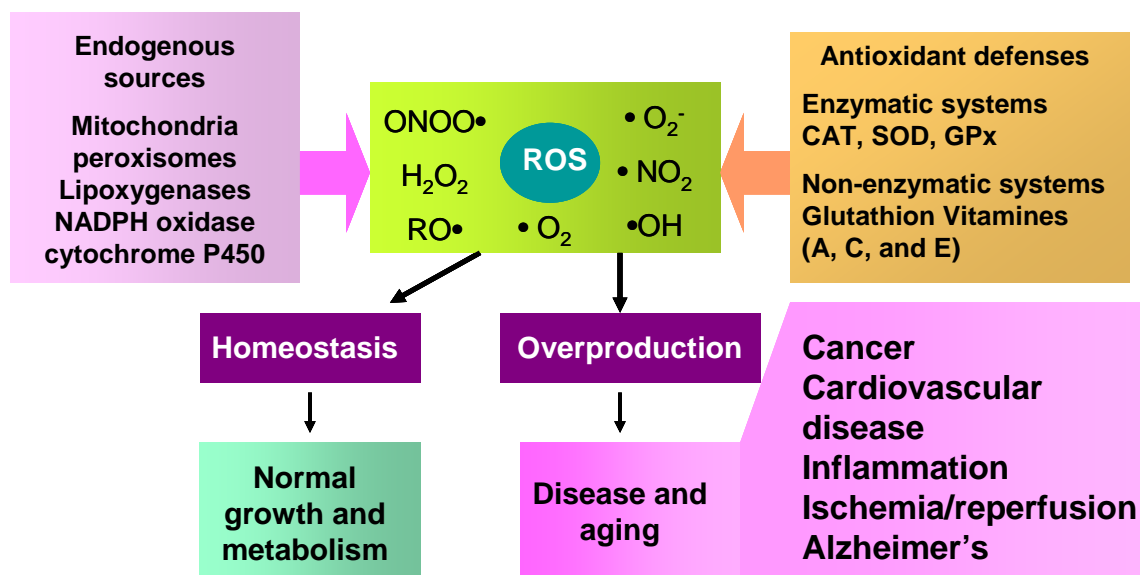 Endogenous
sources
Mitochondria
peroxisomes
Lipoxygenases
NADPH oxidase
cytochrome P450
ONOO•
H₂O₂
RO•
ROS
• O₂
• O₂⁻
• NO₂
•OH
Antioxidant defenses
Enzymatic systems
CAT, SOD, GPx
Non-enzymatic systems
Glutathion Vitamines
(A, C, and E)
Homeostasis
Overproduction
Normal
growth and
metabolism
Disease and
aging
Cancer
Cardiovascular
disease
Inflammation
Ischemia/reperfusion
Alzheimer’s